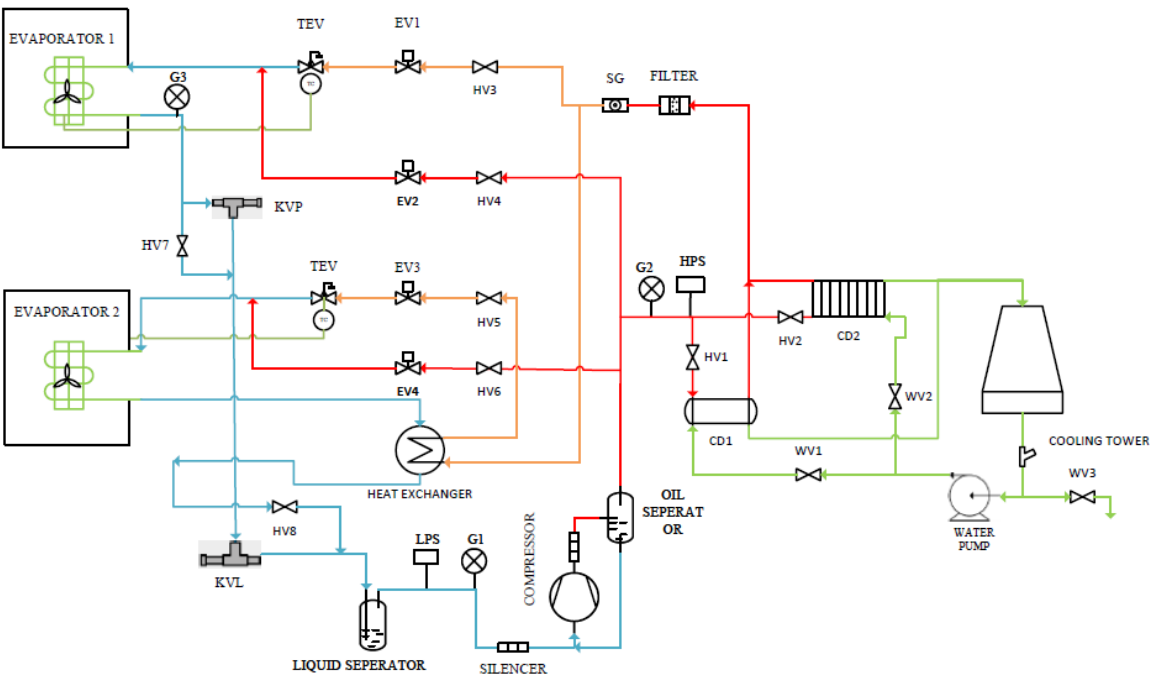 TEV
EV1
EVAPORATOR 1
G3
TC
HV3
SG
FILTER
EV2
HV4
KVP
HV7
TEV
EV3
G2
HPS
EVAPORATOR 2
TC
HV5
HV2
CD2
HV1
EV4
HV6
WV2
CD1
COOLING TOWER
WV1
HEAT EXCHANGER
WV3
HV8
OIL
SEPERAT
OR
WATER
PUMP
LPS
G1
COMPRESSOR
KVL
LIQUID SEPERATOR
SILENCER